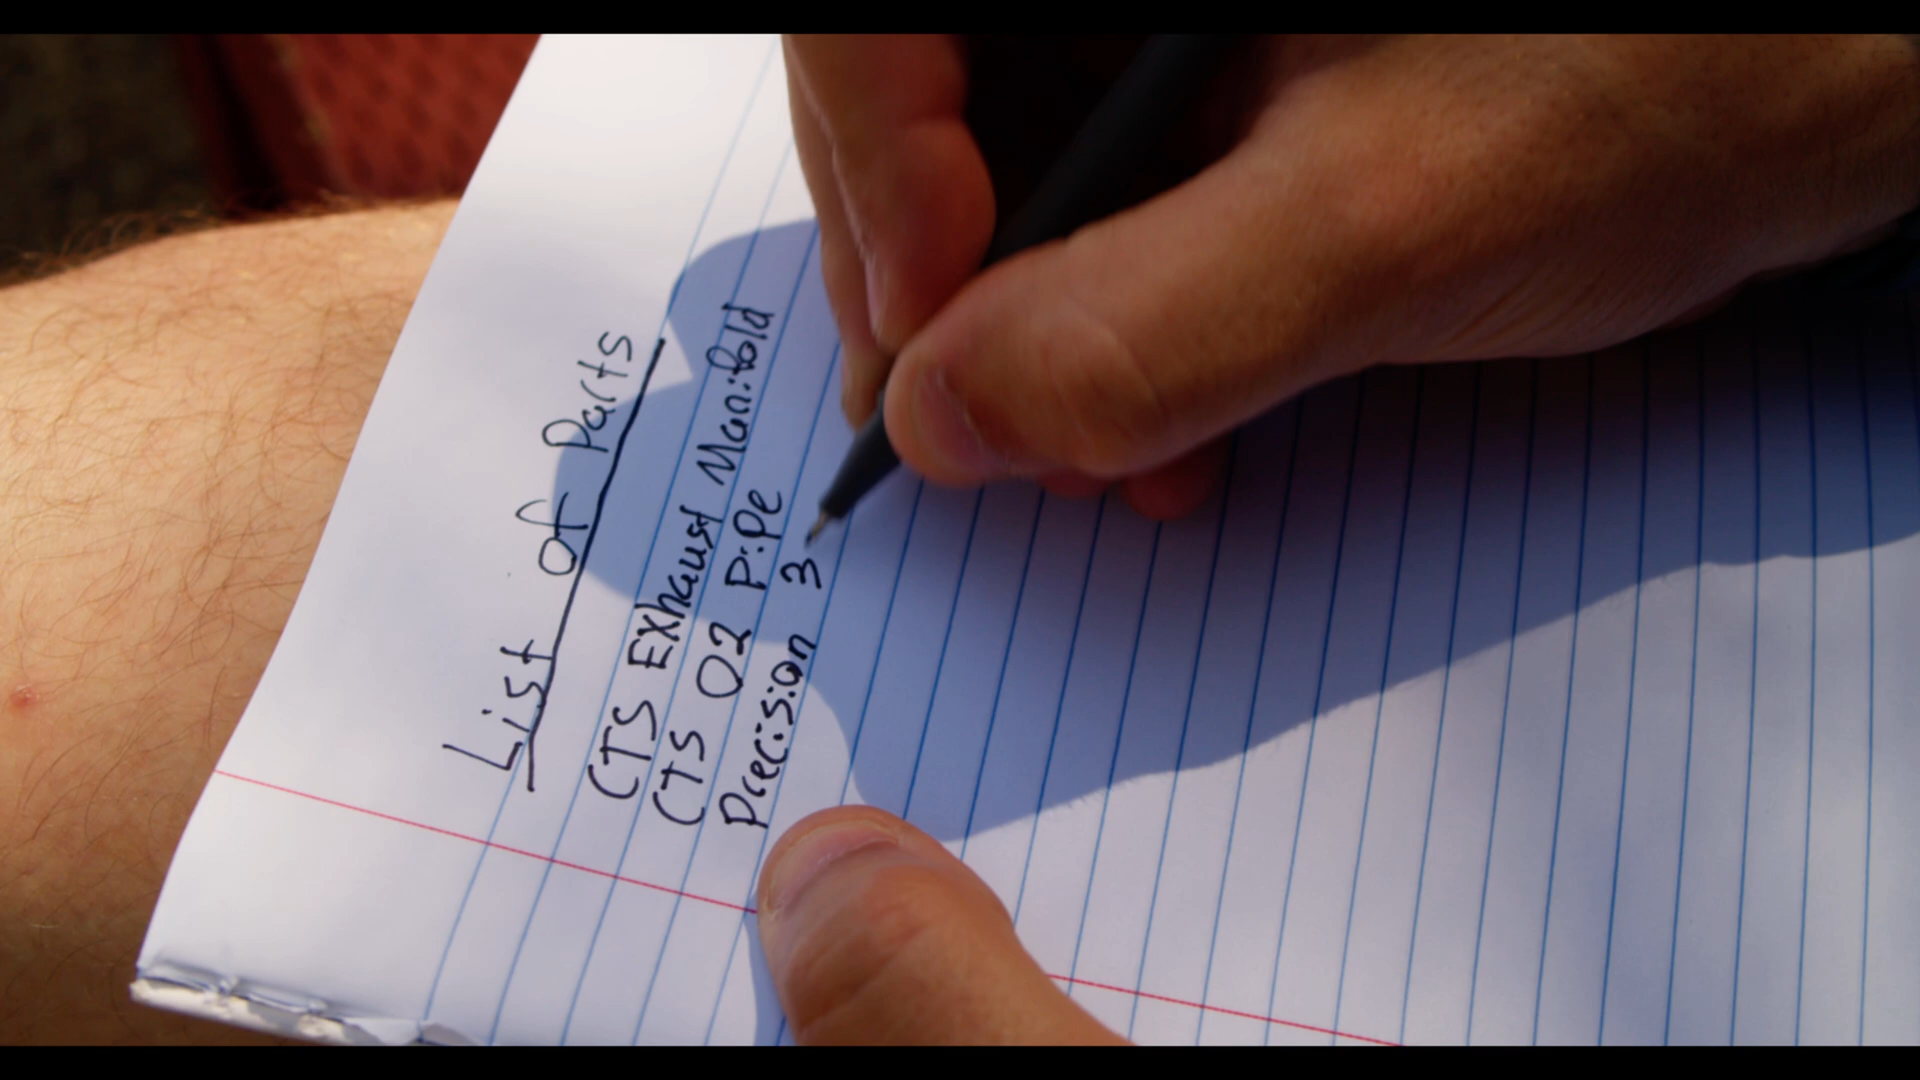 List of Parts
CTS Exhaust Manifold
CTS O2 Pipe
Precision 3